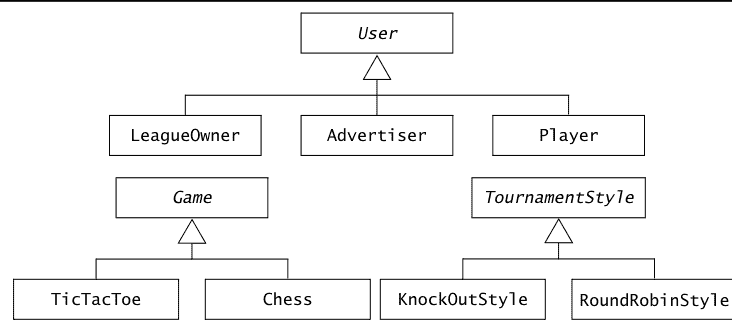 User
LeagueOwner
Advertiser
Player
Game
TournamentStyle
TicTacToe
Chess
KnockOutStyle
RoundRobinStyle